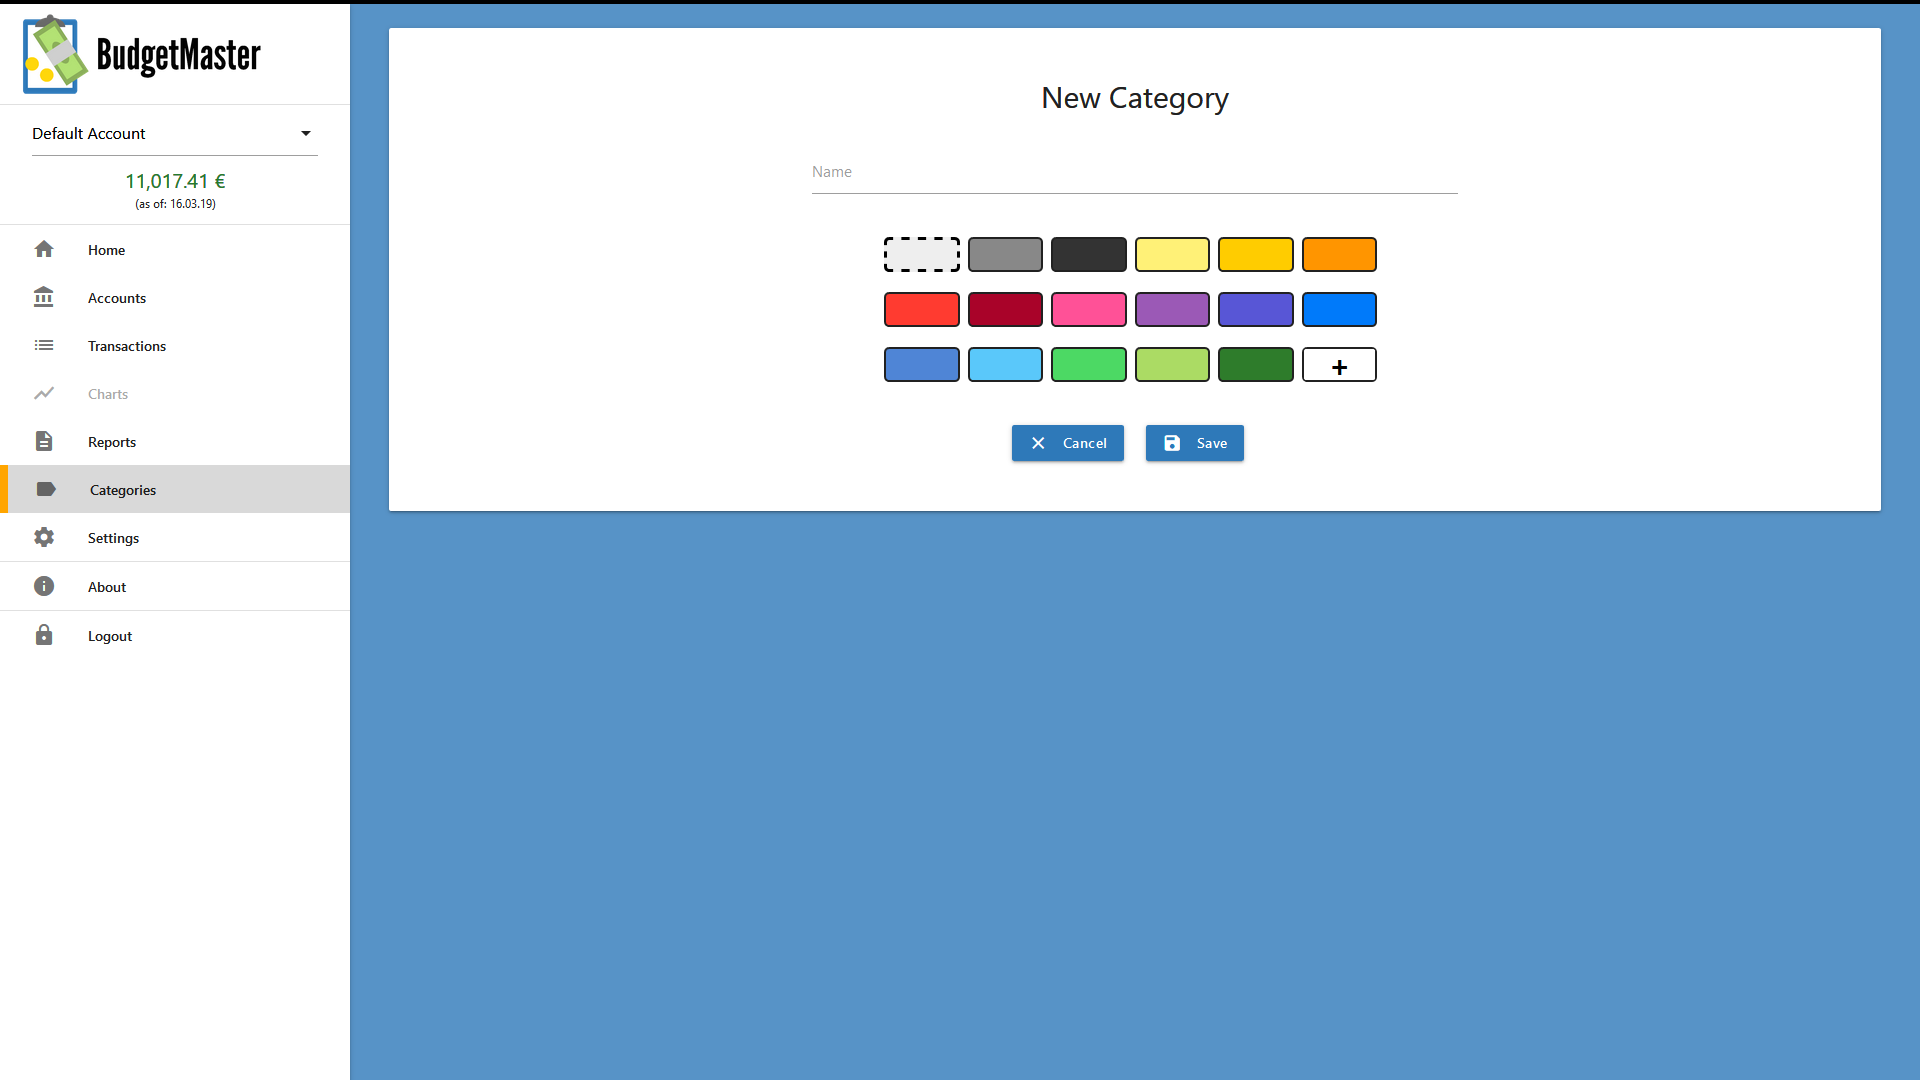 BudgetMaster
Default Account
11,017.41 €
(as of: 16.03.19)
Home
Accounts
Transactions
Charts
Reports
Categories
Settings
About
Logout
New Category
Name
+
Cancel
Save